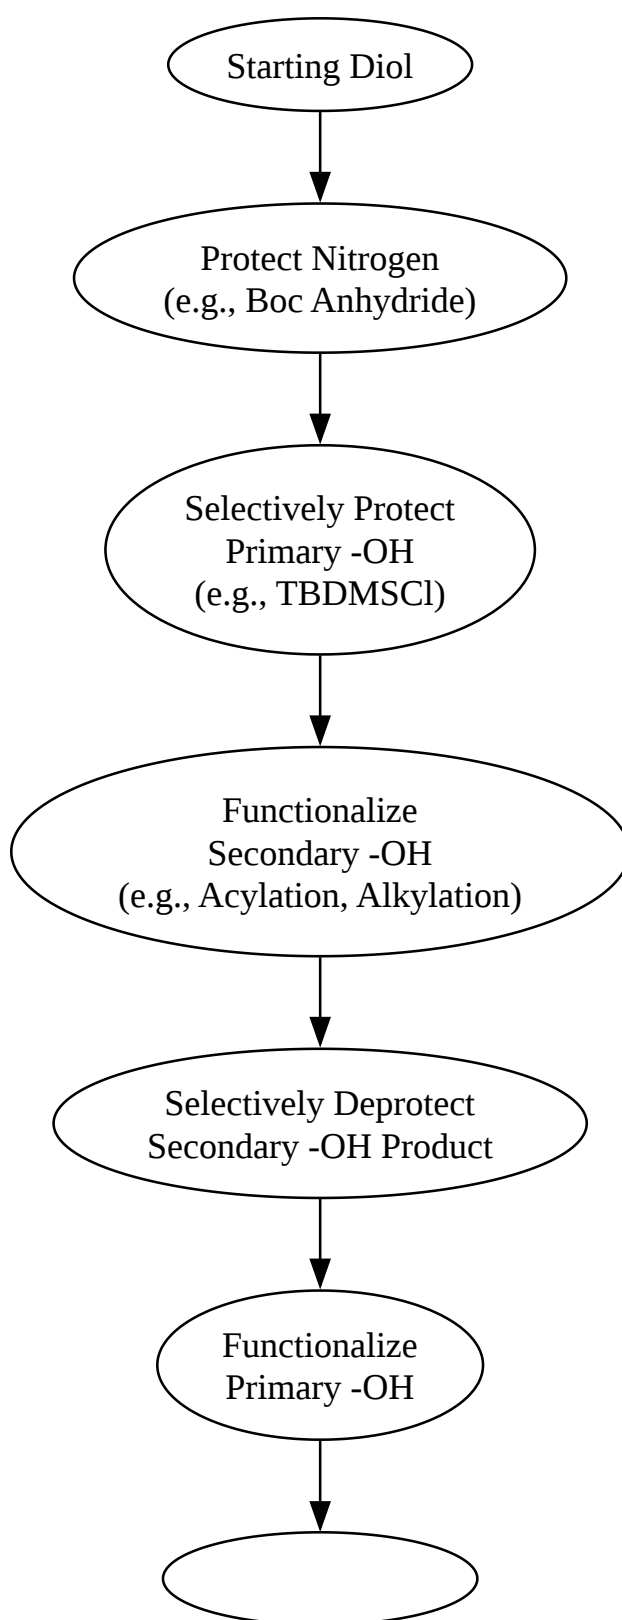 Starting Diol
Protect Nitrogen
(e.g., Boc Anhydride)
Selectively Protect
Primary -OH
(e.g., TBDMSCl)
Functionalize
Secondary -OH
(e.g., Acylation, Alkylation)
Selectively Deprotect
Secondary -OH Product
Functionalize
Primary -OH